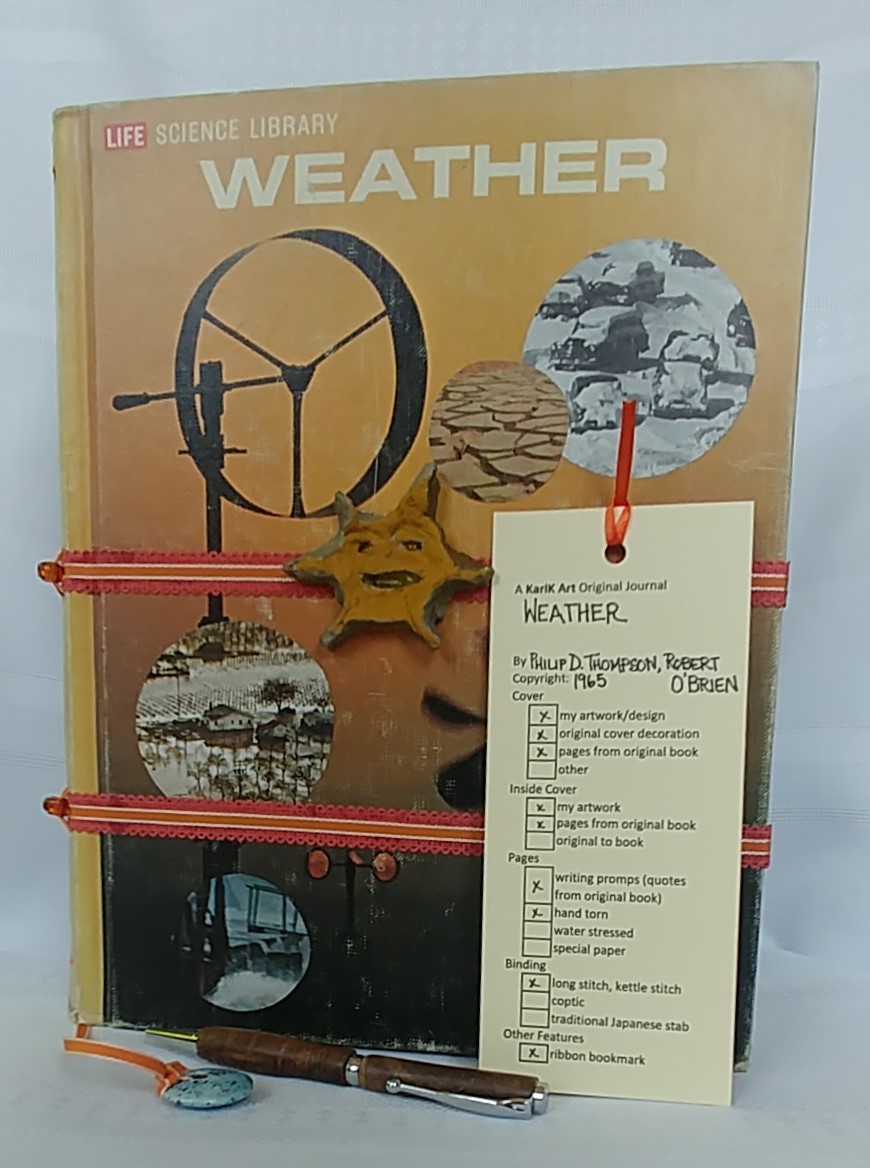 LIFE SCIENCE LIBRARY
WEATHER
A KariK Art Original Journal
WEATHER
By PHILIP D. THOMPSON, ROBERT
Copyright: 1965 O'BRIEN
Cover
x my artwork/design
x original cover decoration
x pages from original book
other
Inside Cover
x my artwork
x pages from original book
original to book
Pages
x writing promps (quotes
from original book)
x hand torn
water stressed
special paper
Binding
x long stitch, kettle stitch
coptic
traditional Japanese stab
Other Features
x ribbon bookmark